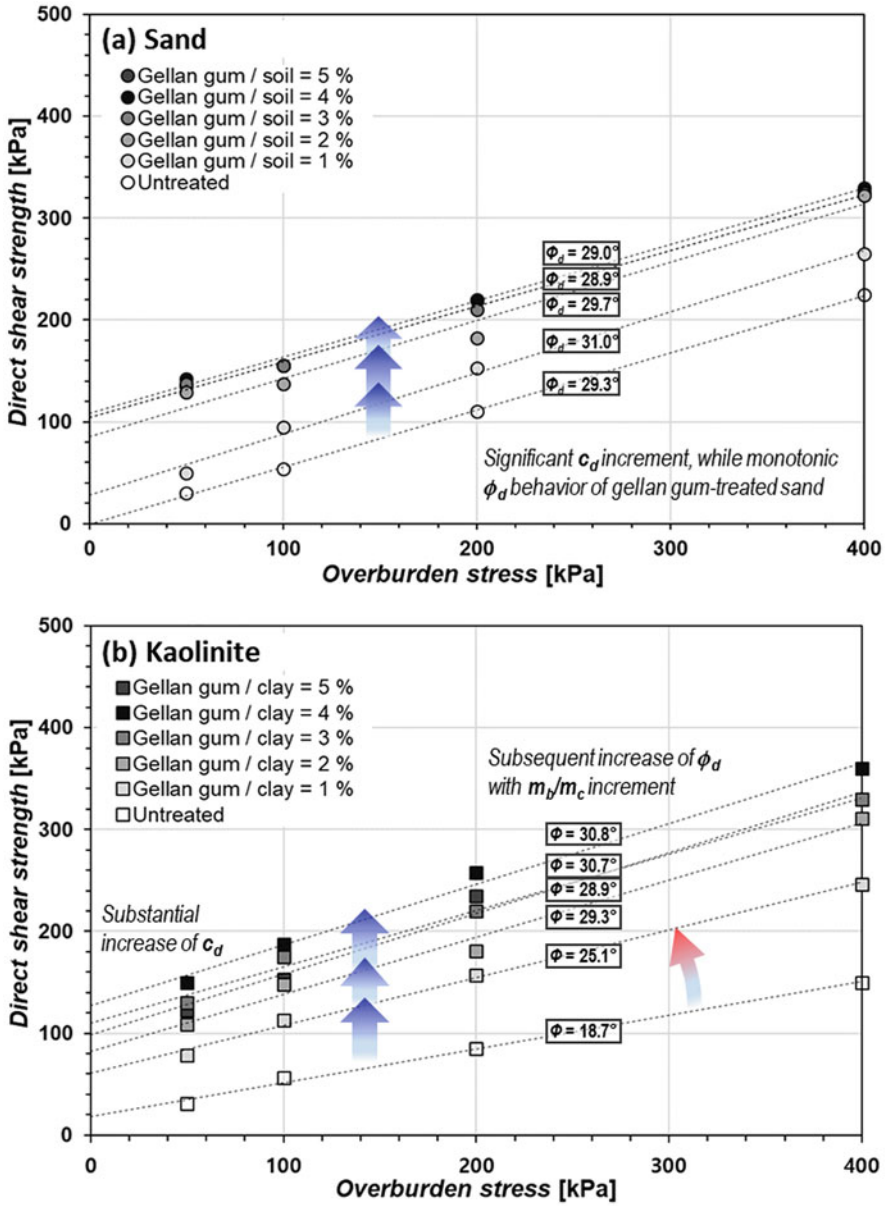 500
400
300
200
100
0
Direct shear strength [kPa]
(a) Sand
Gellan gum / soil = 5 %
Gellan gum / soil = 4 %
Gellan gum / soil = 3 %
Gellan gum / soil = 2 %
Gellan gum / soil = 1 %
Untreated
ϕd = 29.0°
ϕd = 28.9°
ϕd = 29.7°
ϕd = 31.0°
ϕd = 29.3°
Significant cd increment, while monotonic
ϕd behavior of gellan gum-treated sand
0 100 200 300 400
Overburden stress [kPa]
500
400
300
200
100
0
Direct shear strength [kPa]
(b) Kaolinite
Gellan gum / clay = 5 %
Gellan gum / clay = 4 %
Gellan gum / clay = 3 %
Gellan gum / clay = 2 %
Gellan gum / clay = 1 %
Untreated
Subsequent increase of ϕd
with mb/mc increment
Φ = 30.8°
Φ = 30.7°
Φ = 28.9°
Φ = 29.3°
Φ = 25.1°
Φ = 18.7°
Substantial
increase of cd
0 100 200 300 400
Overburden stress [kPa]